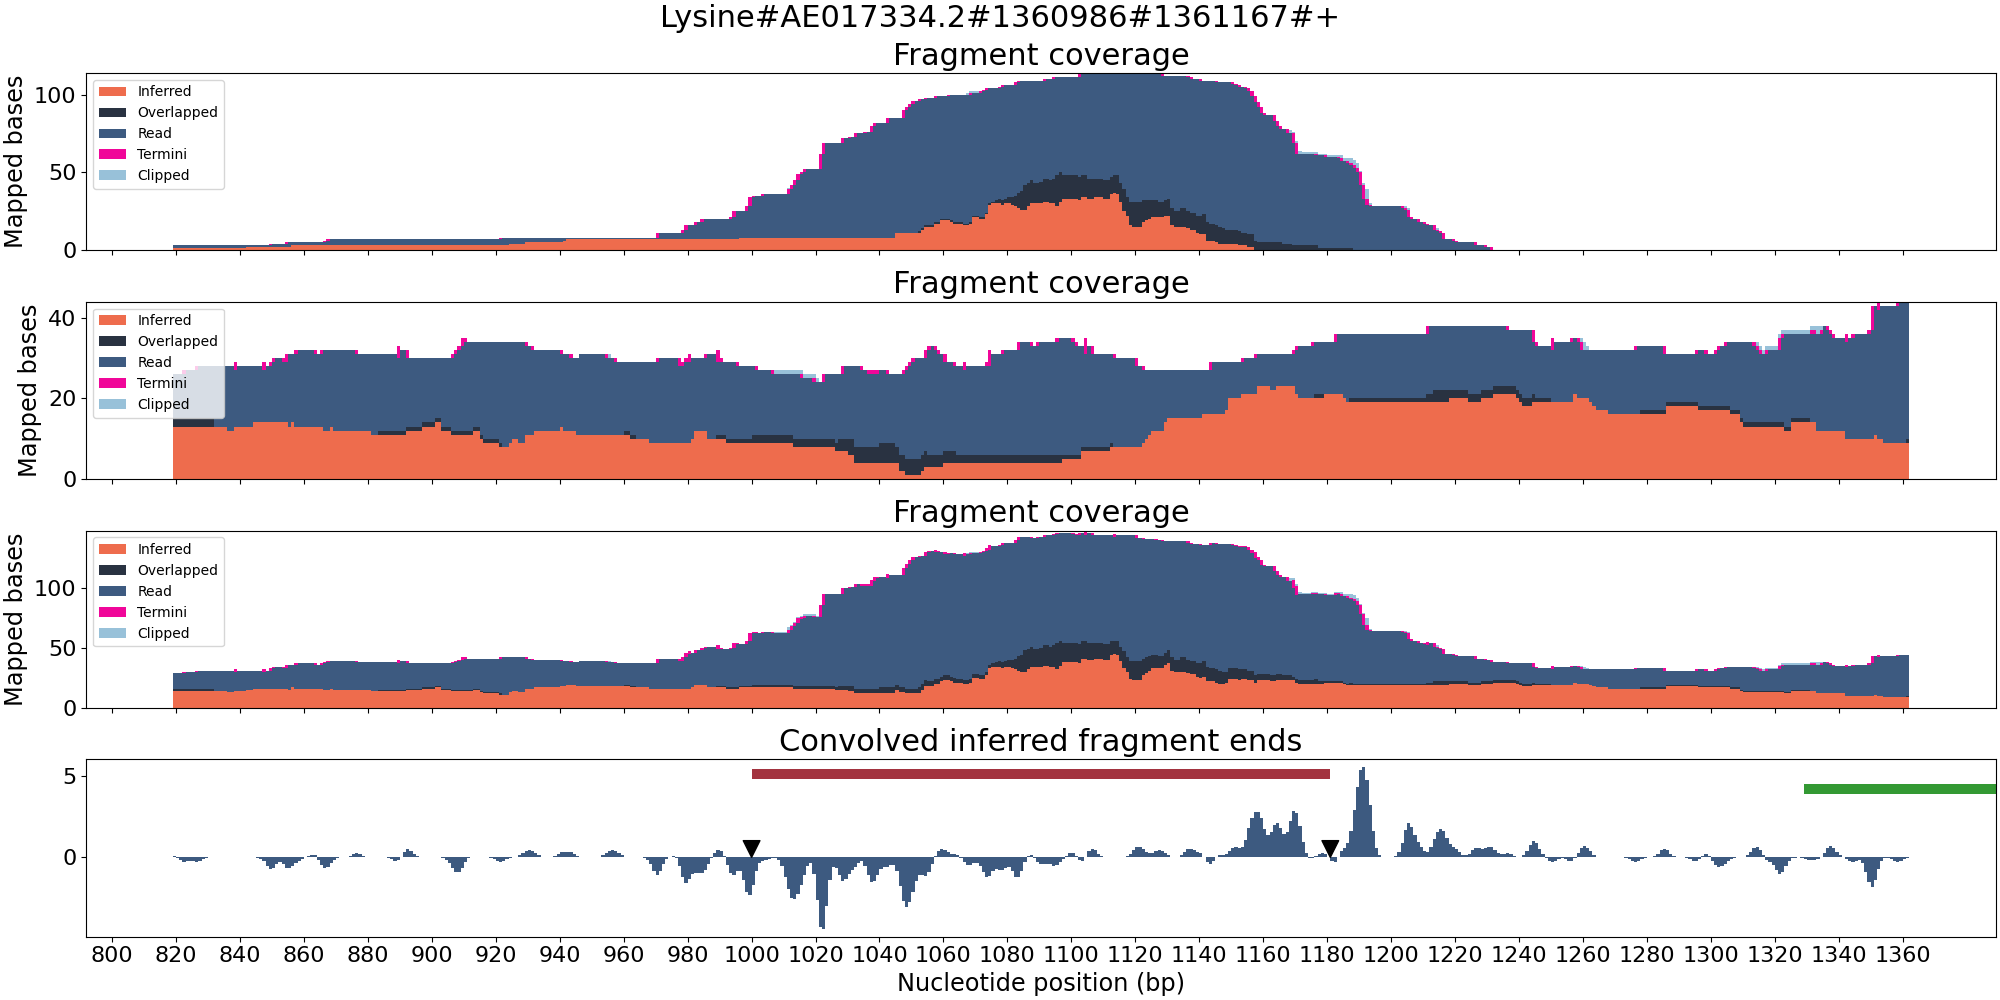 Lysine#AE017334.2#1360986#1361167#+
Fragment coverage
Mapped bases
100
50
0
Inferred
Overlapped
Read
Termini
Clipped
Fragment coverage
Mapped bases
40
20
0
Inferred
Overlapped
Read
Termini
Clipped
Fragment coverage
Mapped bases
100
50
0
Inferred
Overlapped
Read
Termini
Clipped
Convolved inferred fragment ends
5
0
800 820 840 860 880 900 920 940 960 980 1000 1020 1040 1060 1080 1100 1120 1140 1160 1180 1200 1220 1240 1260 1280 1300 1320 1340 1360
Nucleotide position (bp)